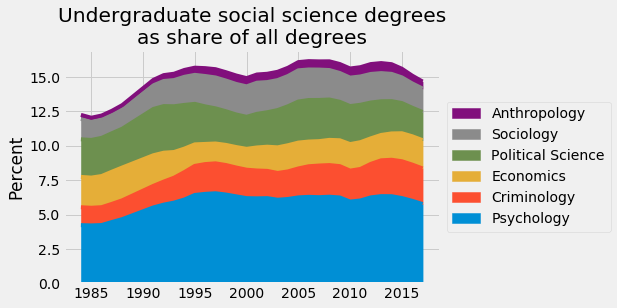 Undergraduate social science degrees
as share of all degrees
Percent
15.0
12.5
10.0
7.5
5.0
2.5
0.0
1985 1990 1995 2000 2005 2010 2015
Anthropology
Sociology
Political Science
Economics
Criminology
Psychology